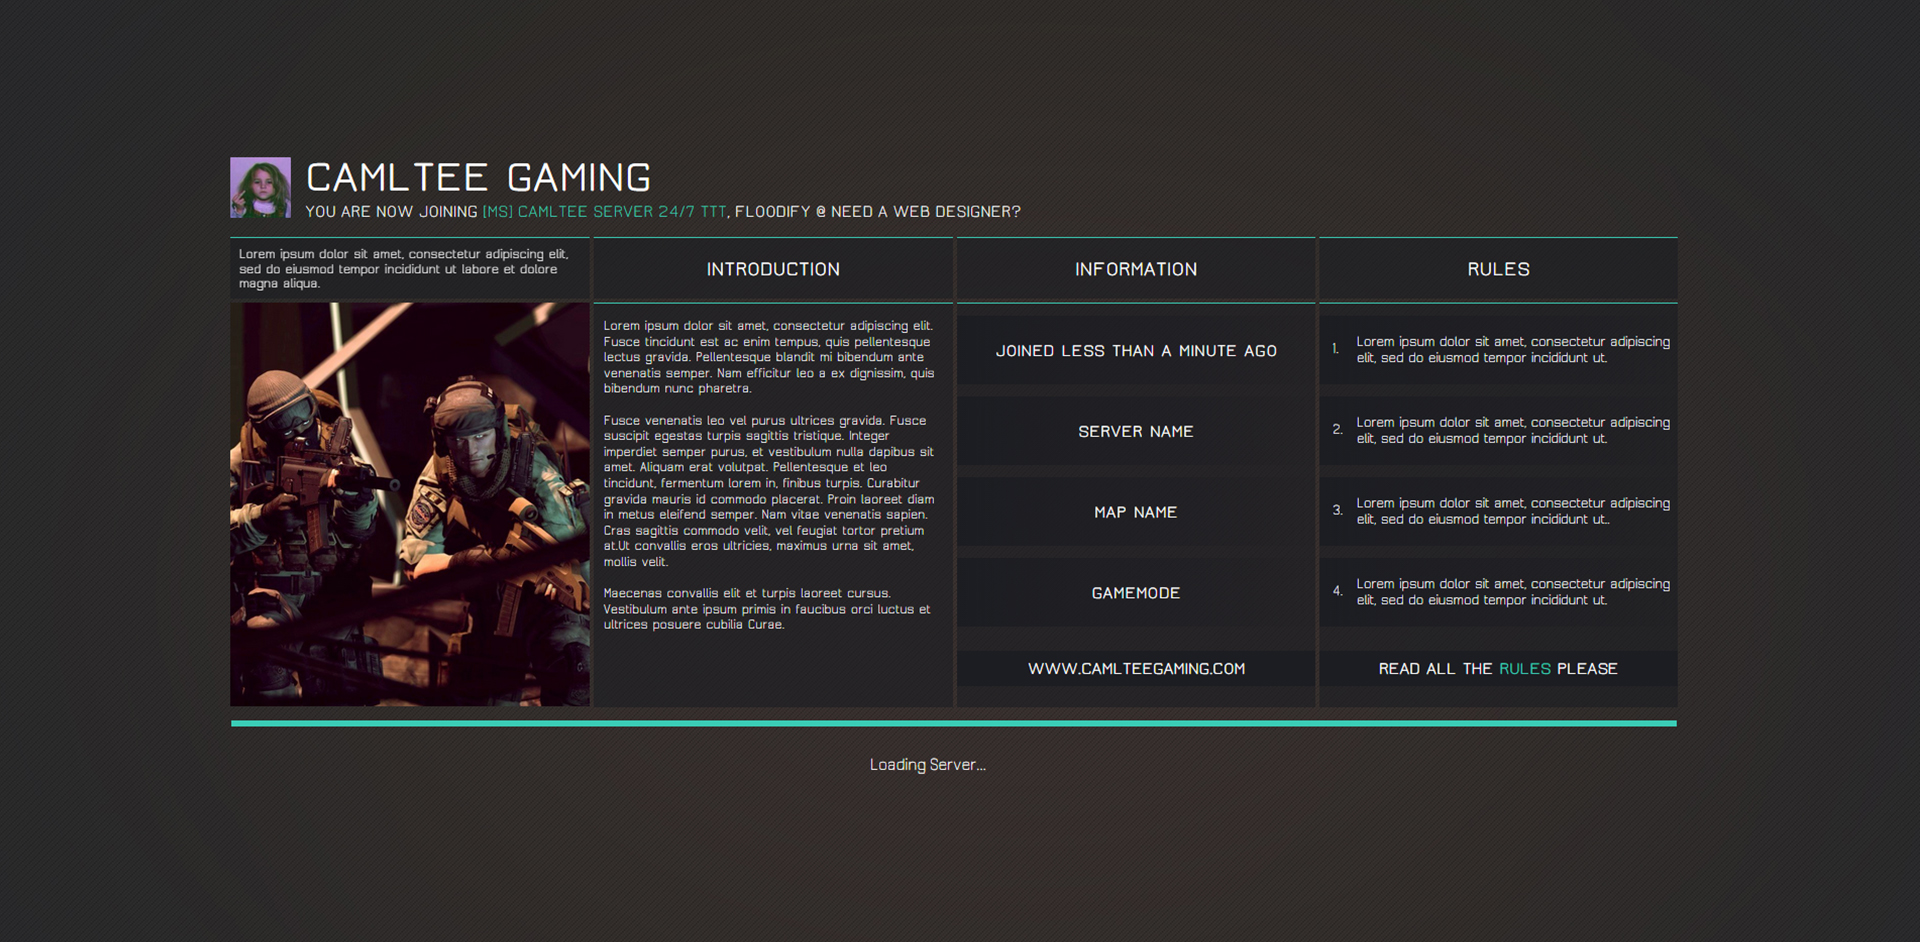 CAMLTEE GAMING
YOU ARE NOW JOINING [MS] CAMLTEE SERVER 24/7 TTT, FLOODIFY @ NEED A WEB DESIGNER?
Lorem ipsum dolor sit amet, consectetur adipiscing elit,
sed do eiusmod tempor incididunt ut labore et dolore
magna aliqua.
INTRODUCTION
Lorem ipsum dolor sit amet, consectetur adipiscing elit.
Fusce tincidunt est ac enim tempus, quis pellentesque
lectus gravida. Pellentesque blandit mi bibendum ante
venenatis semper. Nam efficitur leo a ex dignissim, quis
bibendum nunc pharetra.
Fusce venenatis leo vel purus ultrices gravida. Fusce
suscipit egestas turpis sagittis tristique. Integer
imperdiet semper purus, et vestibulum nulla dapibus sit
amet. Aliquam erat volutpat. Pellentesque et leo
tincidunt, fermentum lorem in, finibus turpis. Curabitur
gravida mauris id commodo placerat. Proin laoreet diam
in metus eleifend semper. Nam vitae venenatis sapien.
Cras sagittis commodo velit, vel feugiat tortor pretium
at.Ut convallis eros ultricies, maximus urna sit amet,
mollis velit.
Maecenas convallis elit et turpis laoreet cursus.
Vestibulum ante ipsum primis in faucibus orci luctus et
ultrices posuere cubilia Curae.
INFORMATION
JOINED LESS THAN A MINUTE AGO
SERVER NAME
MAP NAME
GAMEMODE
WWW.CAMLTEEGAMING.COM
RULES
1. Lorem ipsum dolor sit amet, consectetur adipiscing
elit, sed do eiusmod tempor incididunt ut.
2. Lorem ipsum dolor sit amet, consectetur adipiscing
elit, sed do eiusmod tempor incididunt ut.
3. Lorem ipsum dolor sit amet, consectetur adipiscing
elit, sed do eiusmod tempor incididunt ut..
4. Lorem ipsum dolor sit amet, consectetur adipiscing
elit, sed do eiusmod tempor incididunt ut.
READ ALL THE RULES PLEASE
Loading Server...